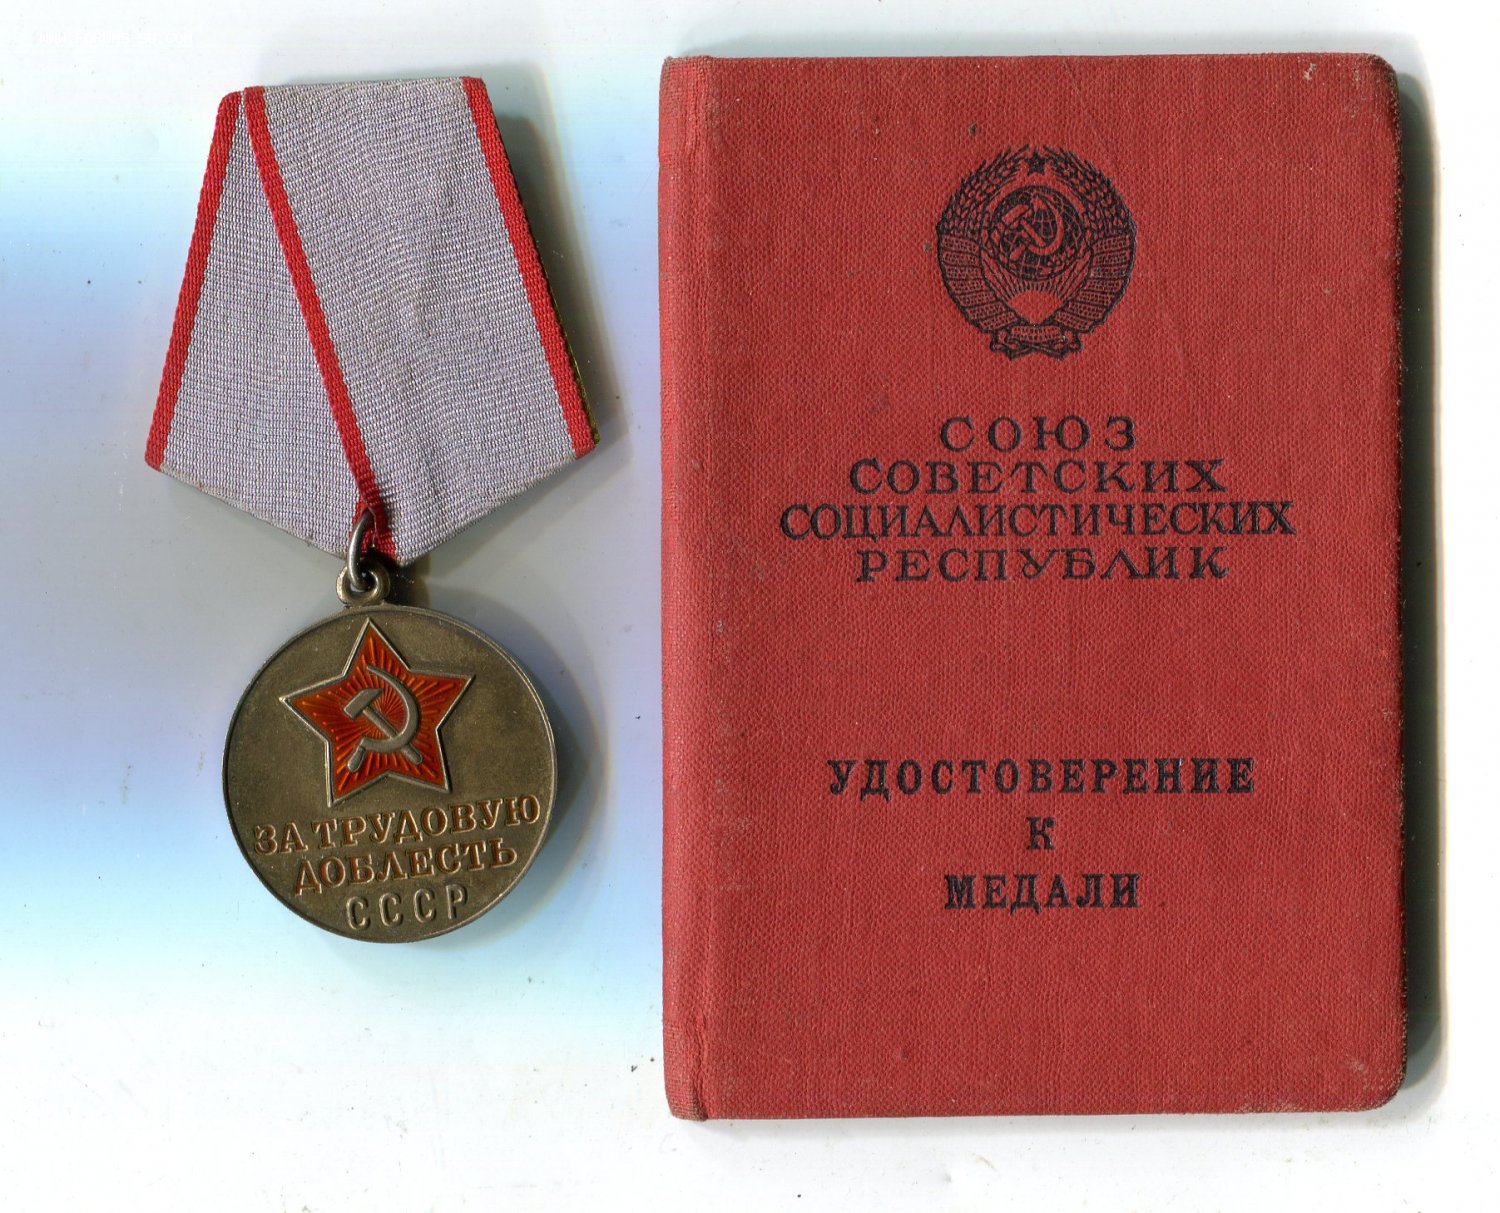 ЗА ТРУДОВУЮ
ДОБЛЕСТЬ
СССР
СОЮЗ
СОВЕТСКИХ
СОЦИАЛИСТИЧЕСКИХ
РЕСПУБЛИК
УДОСТОВЕРЕНИЕ
К
МЕДАЛИ